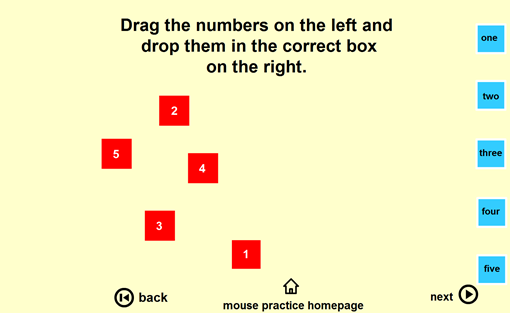 Drag the numbers on the left and
drop them in the correct box
on the right.
one
2
two
5
three
4
3
four
1
five
back
mouse practice homepage
next